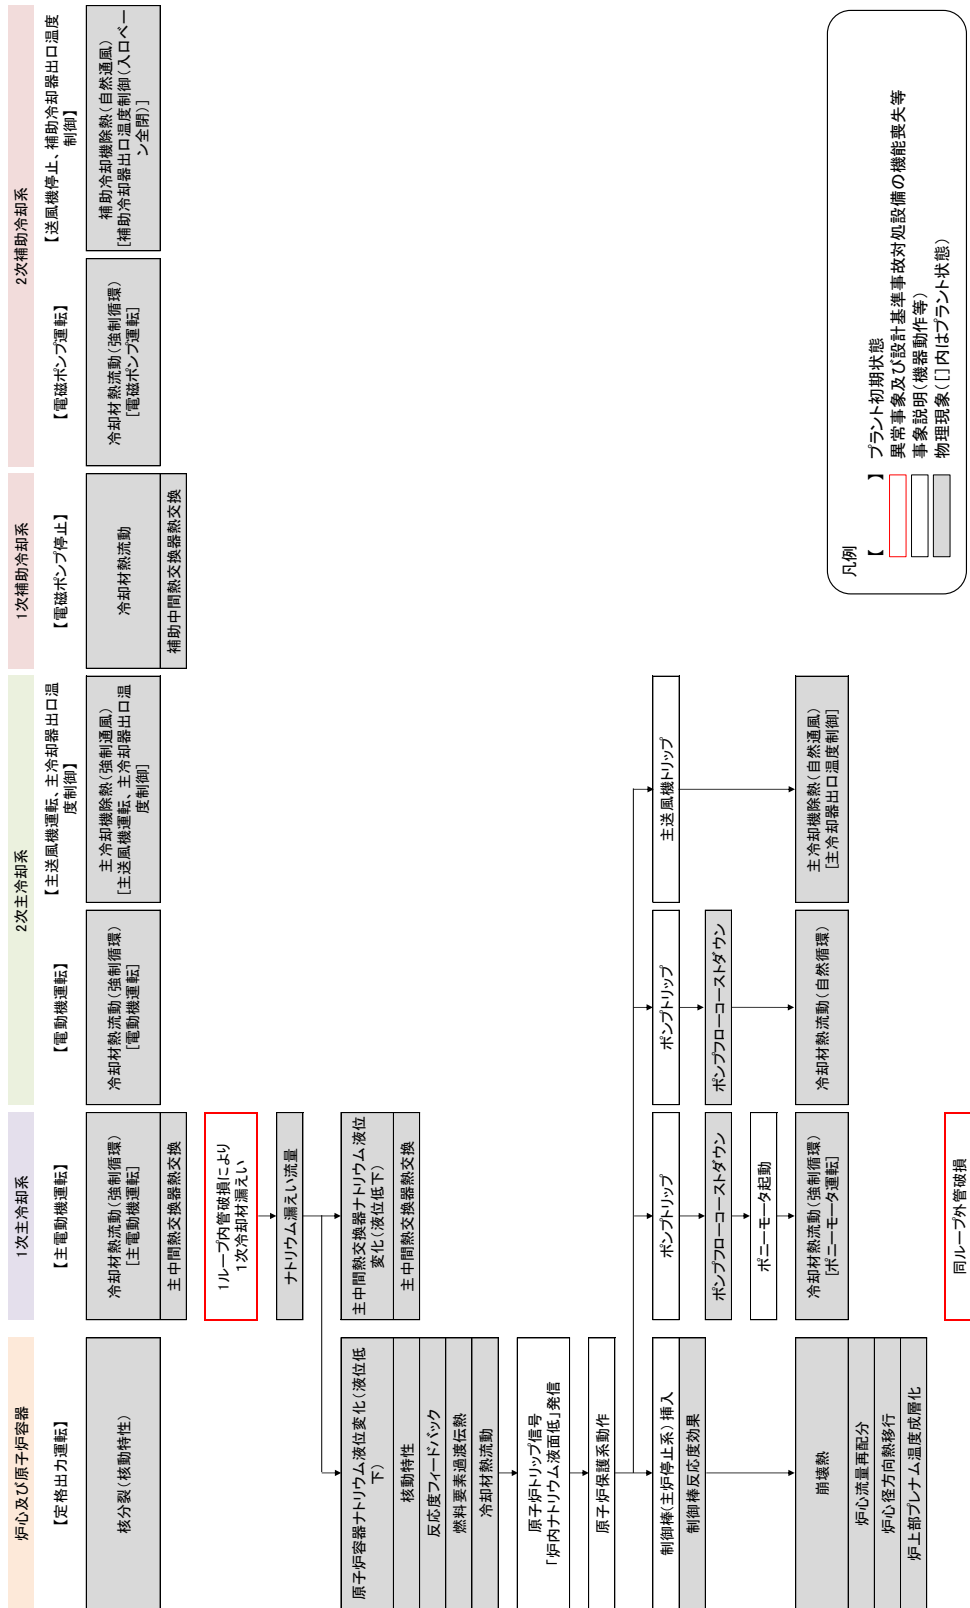 炉心及び原子炉容器
1次主冷却系
2次主冷却系
1次補助冷却系
2次補助冷却系
【定格出力運転】
【主電動機運転】
【電動機運転】
【主送風機運転、主冷却器出口温
度制御】
【電磁ポンプ停止】
【電磁ポンプ運転】
【送風機停止、補助冷却器出口温度
制御】
核分裂(核動特性)
冷却材熱流動(強制循環)
[主電動機運転]
主中間熱交換器熱交換
冷却材熱流動(強制循環)
[電動機運転]
主冷却機除熱(強制通風)
[主送風機運転、主冷却器出口温
度制御]
冷却材熱流動
補助中間熱交換器熱交換
冷却材熱流動(強制循環)
[電磁ポンプ運転]
補助冷却機除熱(自然通風)
[補助冷却器出口温度制御(入口ベー
ン全閉)]
1ループ内管破損により
1次冷却材漏えい
ナトリウム漏えい流量
原子炉容器ナトリウム液位変化(液位低
下)
核動特性
反応度フィードバック
燃料要素過渡伝熱
冷却材熱流動
主中間熱交換器ナトリウム液位
変化(液位低下)
主中間熱交換器熱交換
原子炉トリップ信号
「炉内ナトリウム液面低」発信
原子炉保護系動作
制御棒(主炉停止系)挿入
制御棒反応度効果
ポンプトリップ
ポンプフローコーストダウン
ポニーモータ起動
ポンプトリップ
ポンプフローコーストダウン
主送風機トリップ
崩壊熱
炉心流量再配分
炉心径方向熱移行
炉上部プレナム温度成層化
冷却材熱流動(強制循環)
[ポニーモータ運転]
冷却材熱流動(自然循環)
主冷却機除熱(自然通風)
[主冷却器出口温度制御]
同ループ外管破損
凡例
【 】 プラント初期状態
異常事象及び設計基準事故対処設備の機能喪失等
事象説明(機器動作等)
物理現象([]内はプラント状態)